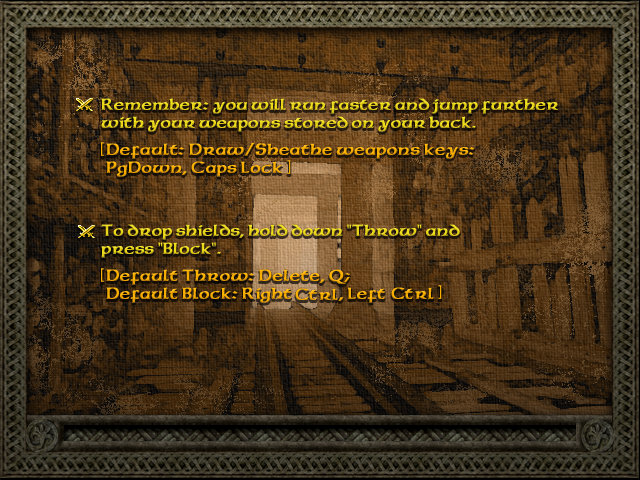 Remember: you will run faster and jump further
with your weapons stored on your back.
[Default: Draw/Sheathe weapons keys:
PgDown, Caps Lock]
To drop shields, hold down "Throw" and
press "Block".
[Default Throw: Delete, Q;
Default Block: Right Ctrl, Left Ctrl]